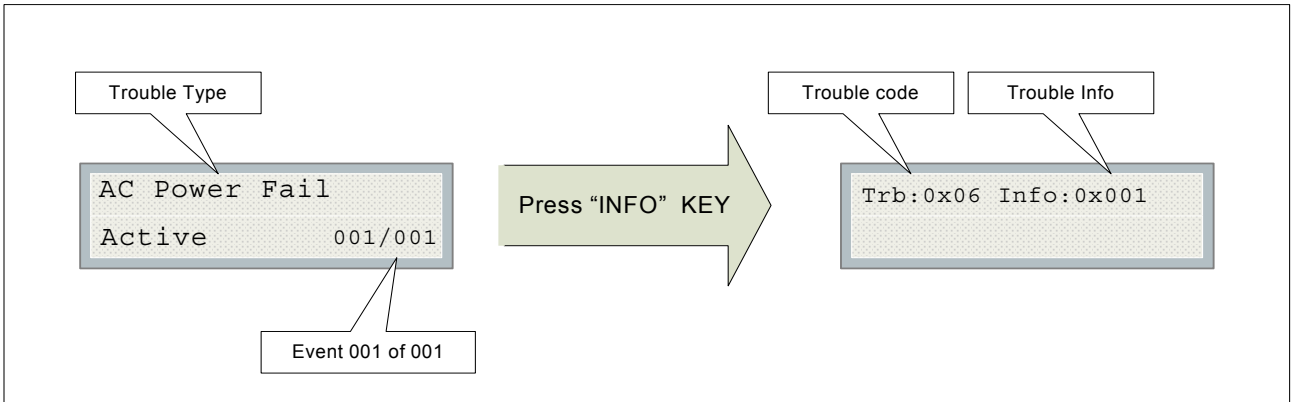 Trouble Type
AC Power Fail
Active 001/001
Event 001 of 001
Press “INFO” KEY
Trouble code
Trouble Info
Trb:0x06 Info:0x001